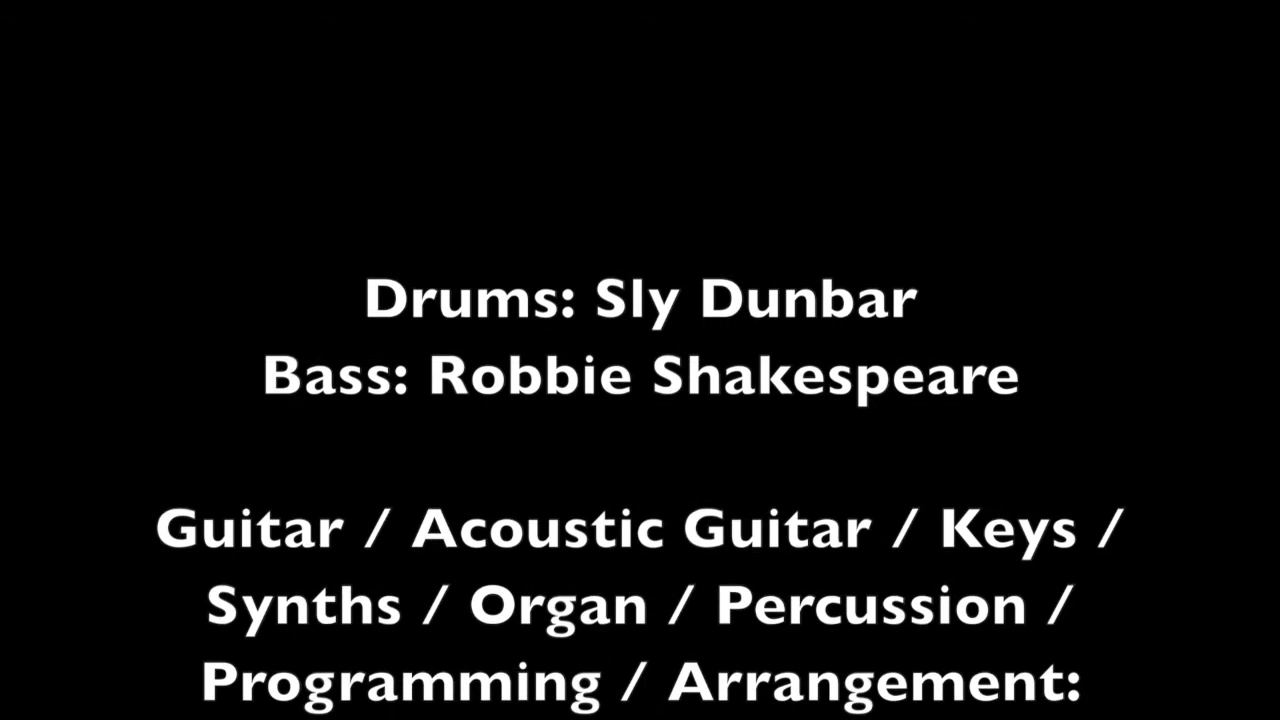 Drums: Sly Dunbar
Bass: Robbie Shakespeare
Guitar / Acoustic Guitar / Keys /
Synths / Organ / Percussion /
Programming / Arrangement: